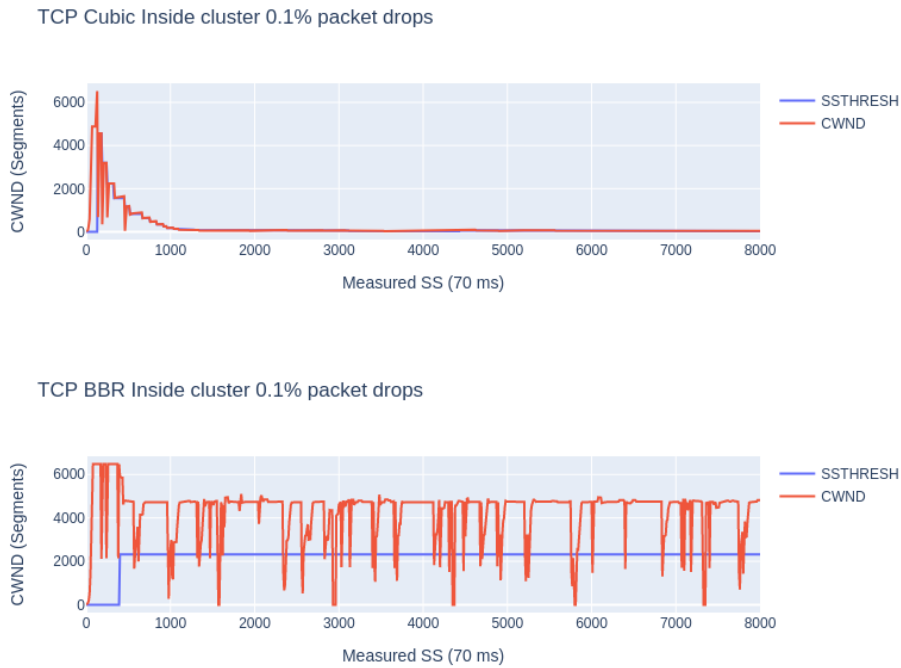 TCP Cubic Inside cluster 0.1% packet drops
6000
4000
2000
0
CWND (Segments)
0 1000 2000 3000 4000 5000 6000 7000 8000
Measured SS (70 ms)
SSTHRESH
CWND
TCP BBR Inside cluster 0.1% packet drops
6000
4000
2000
0
CWND (Segments)
0 1000 2000 3000 4000 5000 6000 7000 8000
Measured SS (70 ms)
SSTHRESH
CWND